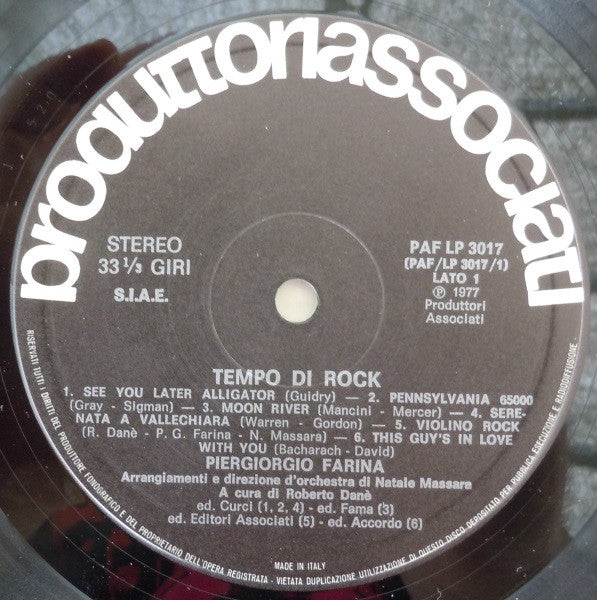 produttoriassociati
STEREO
33 1/3 GIRI
S.I.A.E.
PAF LP 3017
(PAF/LP 3017/1)
LATO 1
℗ 1977
Produttori
Associati
TEMPO DI ROCK
1. SEE YOU LATER ALLIGATOR (Guidry) — 2. PENNSYLVANIA 65000
(Gray - Sigman) — 3. MOON RIVER (Mancini - Mercer) — 4. SERE-
NATA A VALLECHIARA (Warren - Gordon) — 5. VIOLINO ROCK
(R. Danè - P. G. Farina - N. Massara) — 6. THIS GUY'S IN LOVE
WITH YOU (Bacharach - David)
PIERGIORGIO FARINA
Arrangiamenti e direzione d'orchestra di Natale Massara
A cura di Roberto Danè
ed. Curci (1, 2, 4) - ed. Fama (3)
ed. Editori Associati (5) - ed. Accordo (6)
MADE IN ITALY
RISERVATI TUTTI I DIRITTI DEL PRODUTTORE FONOGRAFICO E DEL PROPRIETARIO DELL'OPERA REGISTRATA - VIETATA DUPLICAZIONE UTILIZZAZIONE DI QUESTO DISCO DEPOSITATO PER PUBBLICA ESECUZIONE E RADIODIFFUSIONE